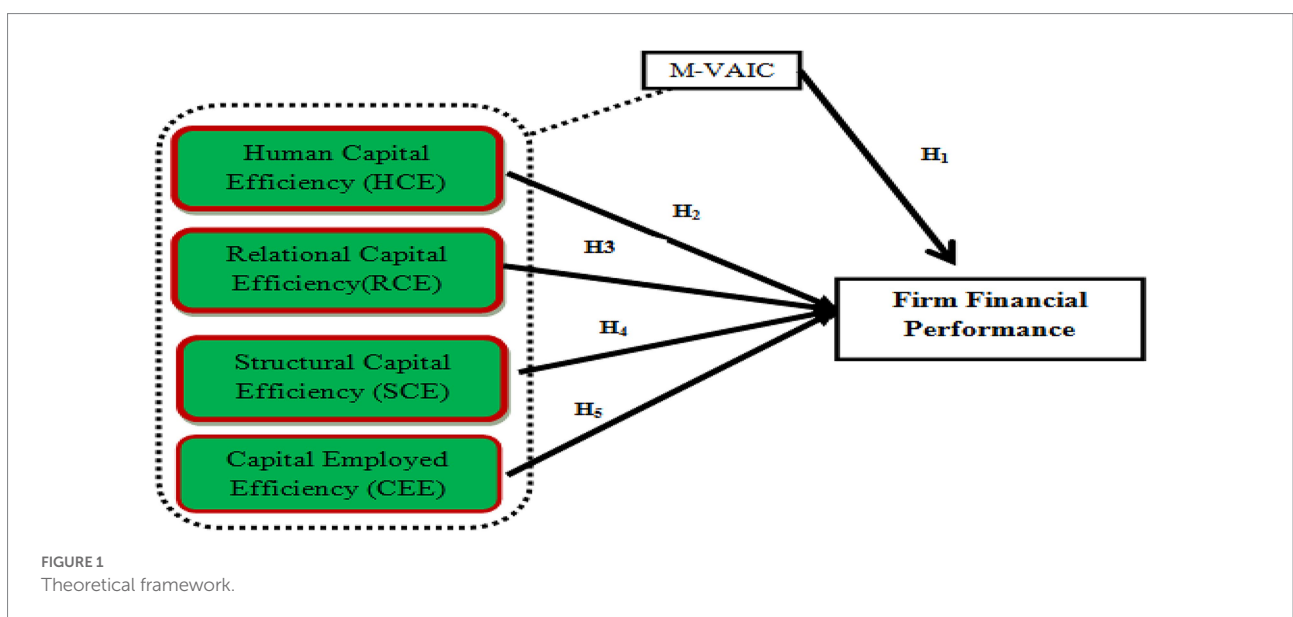 M-VAIC
H₁
Human Capital
Efficiency (HCE)
H₂
Relational Capital
Efficiency(RCE)
H3
Firm Financial
Performance
H₄
Structural Capital
Efficiency (SCE)
H₅
Capital Employed
Efficiency (CEE)
FIGURE 1
Theoretical framework.